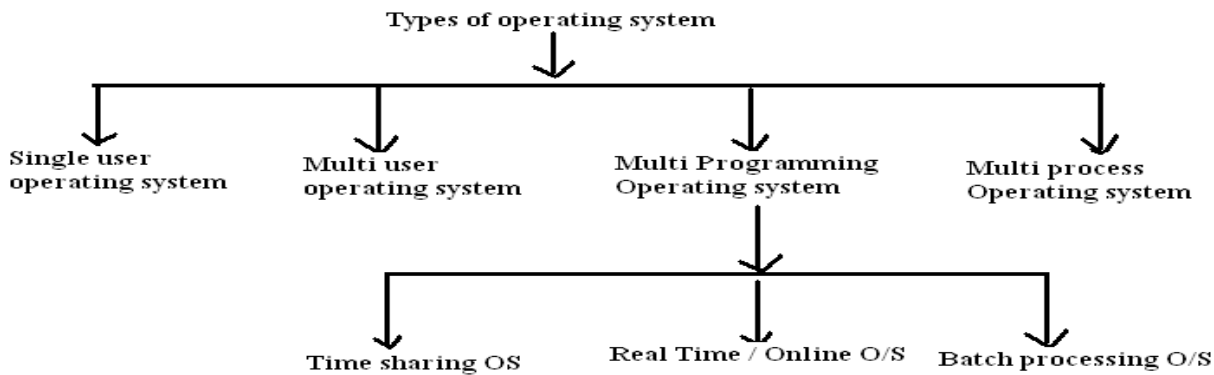 Types of operating system
Single user
operating system
Multi user
operating system
Multi Programming
Operating system
Multi process
Operating system
Time sharing OS
Real Time / Online O/S
Batch processing O/S